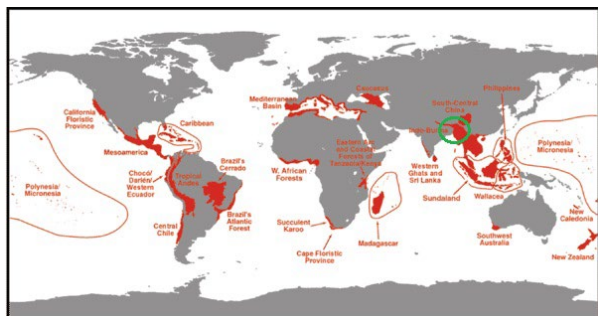 California
Floristic
Province
Caribbean
Mesoamerica
Polynesia/
Micronesia
Chocó/
Darién/
Western
Ecuador
Tropical
Andes
Brazil's
Cerrado
Central
Chile
Brazil's
Atlantic
Forest
Mediterranean
Basin
Caucasus
W. African
Forests
Eastern Arc
and Coastal
Forests of
Tanzania/Kenya
Succulent
Karoo
Cape Floristic
Province
Madagascar
South-Central
China
Indo-Burma
Western
Ghats and
Sri Lanka
Philippines
Sundaland
Wallacea
Polynesia/
Micronesia
New
Caledonia
Southwest
Australia
New Zealand